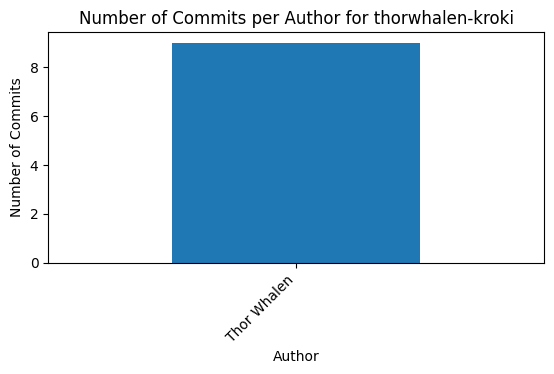 Number of Commits per Author for thorwhalen-kroki
Number of Commits
8
6
4
2
0
Thor Whalen
Author